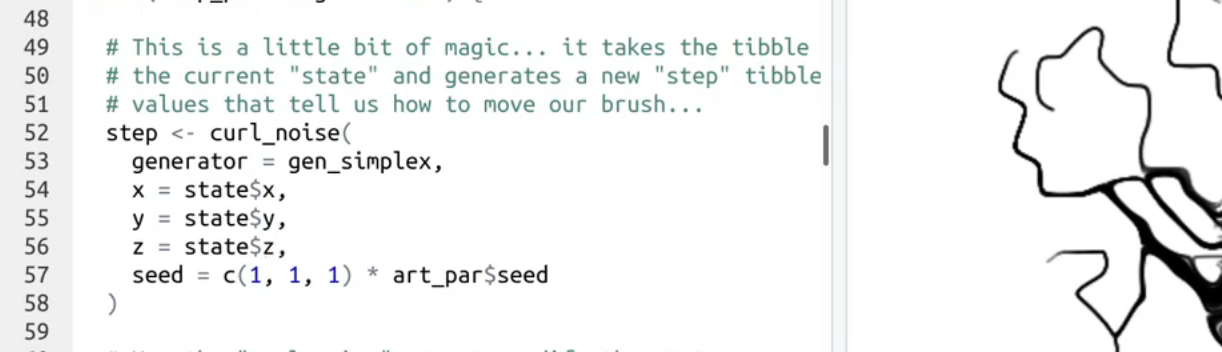 48
49 # This is a little bit of magic... it takes the tibble
50 # the current "state" and generates a new "step" tibble
51 # values that tell us how to move our brush...
52 step <- curl_noise(
53 generator = gen_simplex,
54 x = state$x,
55 y = state$y,
56 z = state$z,
57 seed = c(1, 1, 1) * art_par$seed
58 )
59